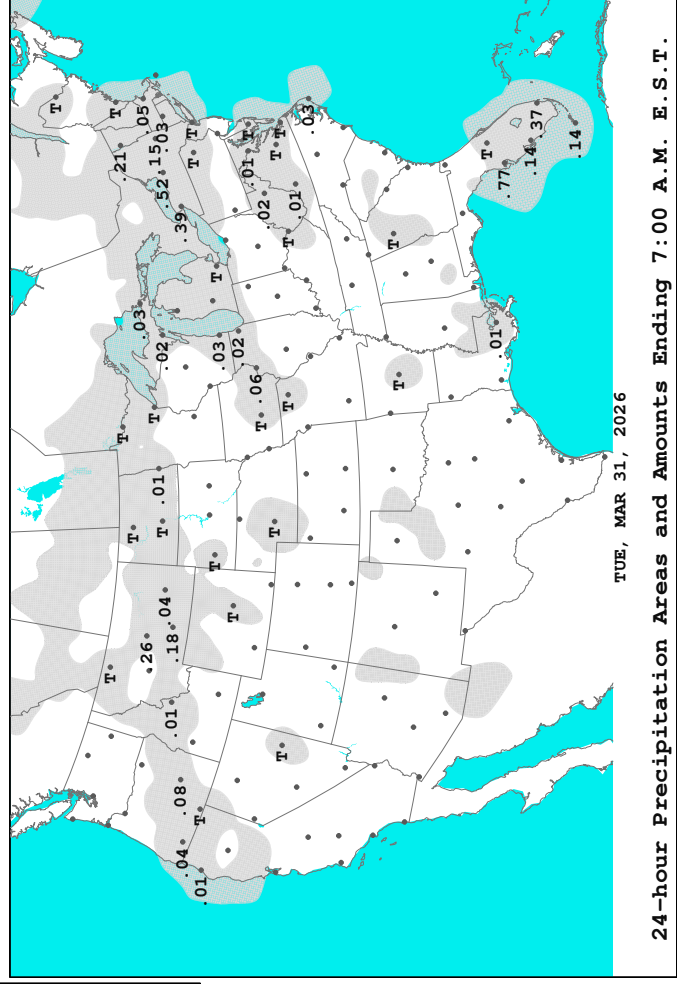 T
T
T
.21
T
T
.03
.05
.26
T
.15
.01
T
.02
.03
.52
.04
.01
.18
.08
.39
.04
T
T
T
.01
T
T
.03
T
.02
T
.01
.06
T
.02
T
T
T
T
T
T
.01
.03
T
T
T
.01
.77
.14
.37
.14
TUE, MAR 31, 2026
24-hour Precipitation Areas and Amounts Ending 7:00 A.M. E.S.T.